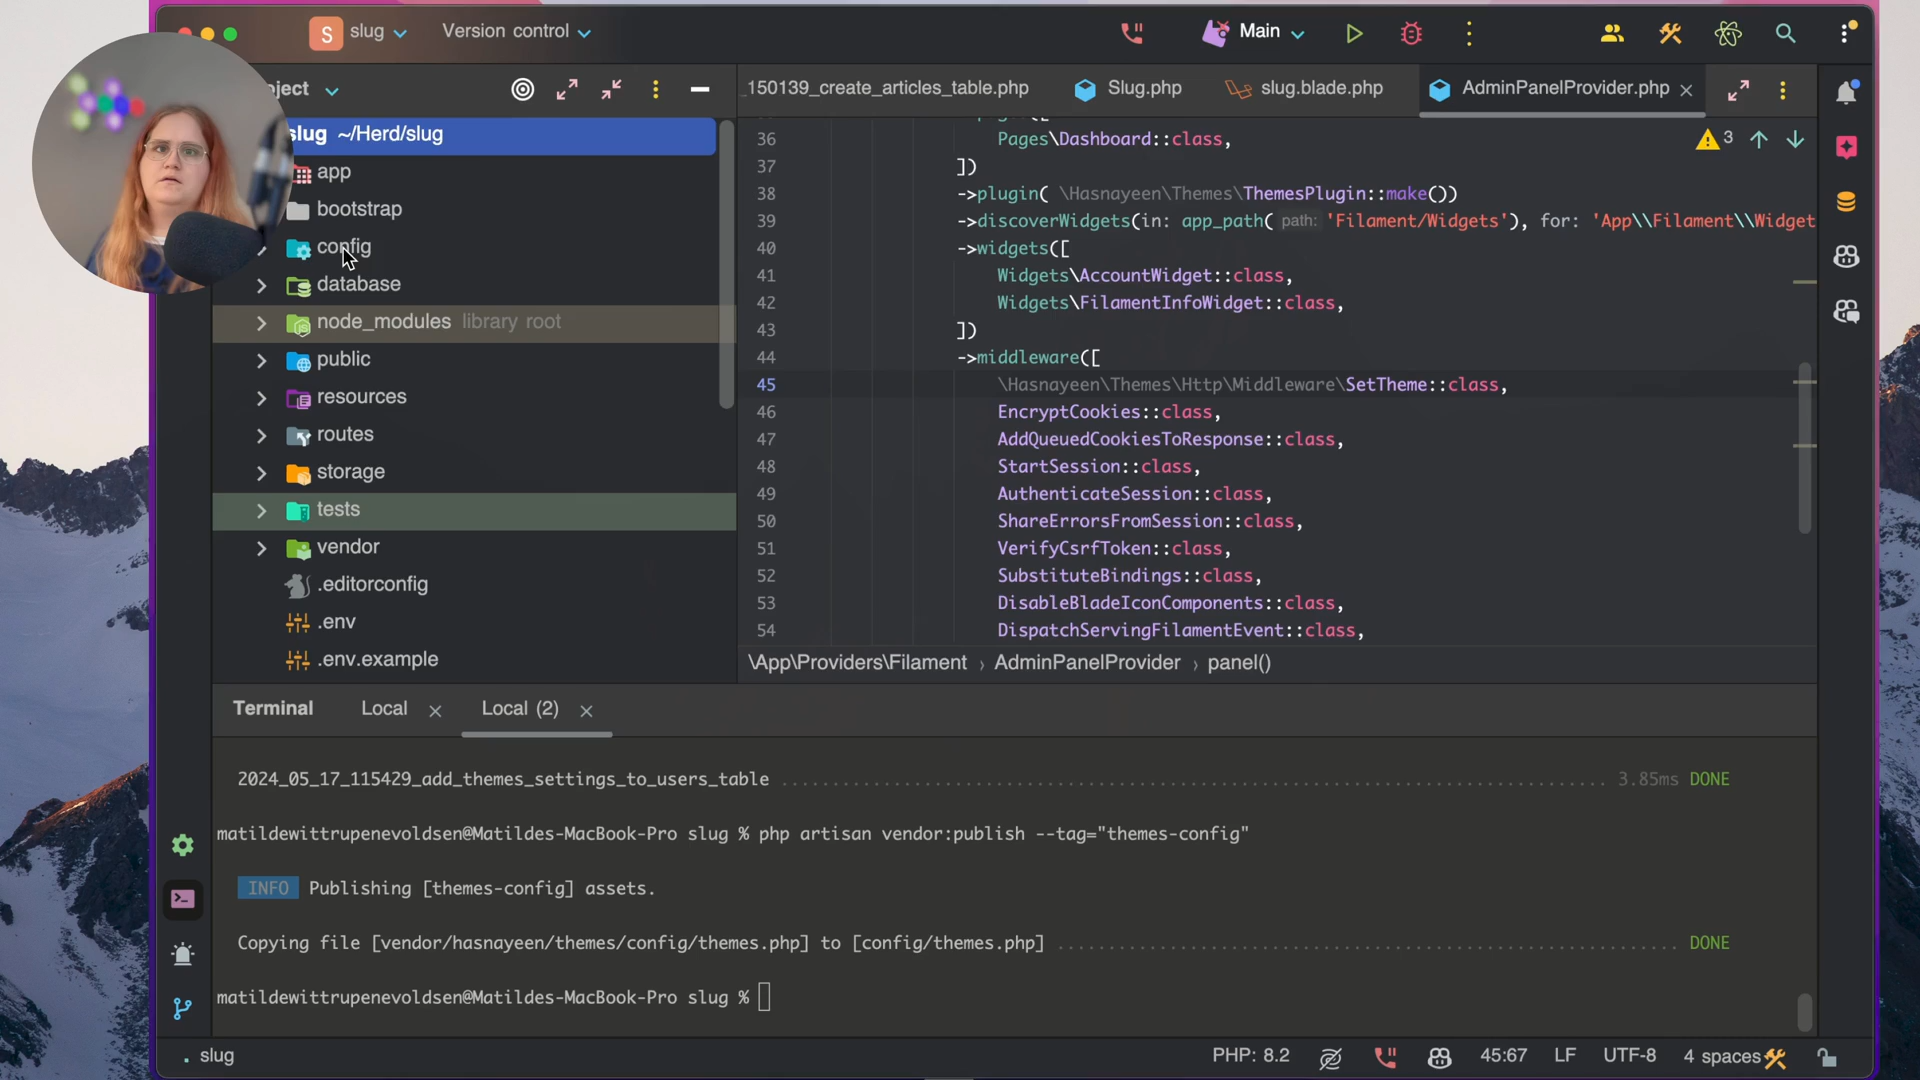 S slug Version control Main
oject
150139_create_articles_table.php Slug.php slug.blade.php AdminPanelProvider.php
slug ~/Herd/slug
app
bootstrap
config
database
node_modules library root
public
resources
routes
storage
tests
vendor
.editorconfig
.env
.env.example
3
36 Pages\Dashboard::class,
37 ])
38 ->plugin( \Hasnayeen\Themes\ThemesPlugin::make())
39 ->discoverWidgets(in: app_path( path: 'Filament/Widgets'), for: 'App\\Filament\\Widget
40 ->widgets([
41 Widgets\AccountWidget::class,
42 Widgets\FilamentInfoWidget::class,
43 ])
44 ->middleware([
45 \Hasnayeen\Themes\Http\Middleware\SetTheme::class,
46 EncryptCookies::class,
47 AddQueuedCookiesToResponse::class,
48 StartSession::class,
49 AuthenticateSession::class,
50 ShareErrorsFromSession::class,
51 VerifyCsrfToken::class,
52 SubstituteBindings::class,
53 DisableBladeIconComponents::class,
54 DispatchServingFilamentEvent::class,
\App\Providers\Filament › AdminPanelProvider › panel()
Terminal Local Local (2)
2024_05_17_115429_add_themes_settings_to_users_table 3.85ms DONE
matildewittrupenevoldsen@Matildes-MacBook-Pro slug % php artisan vendor:publish --tag="themes-config"
INFO Publishing [themes-config] assets.
Copying file [vendor/hasnayeen/themes/config/themes.php] to [config/themes.php] DONE
matildewittrupenevoldsen@Matildes-MacBook-Pro slug %
slug PHP: 8.2 45:67 LF UTF-8 4 spaces